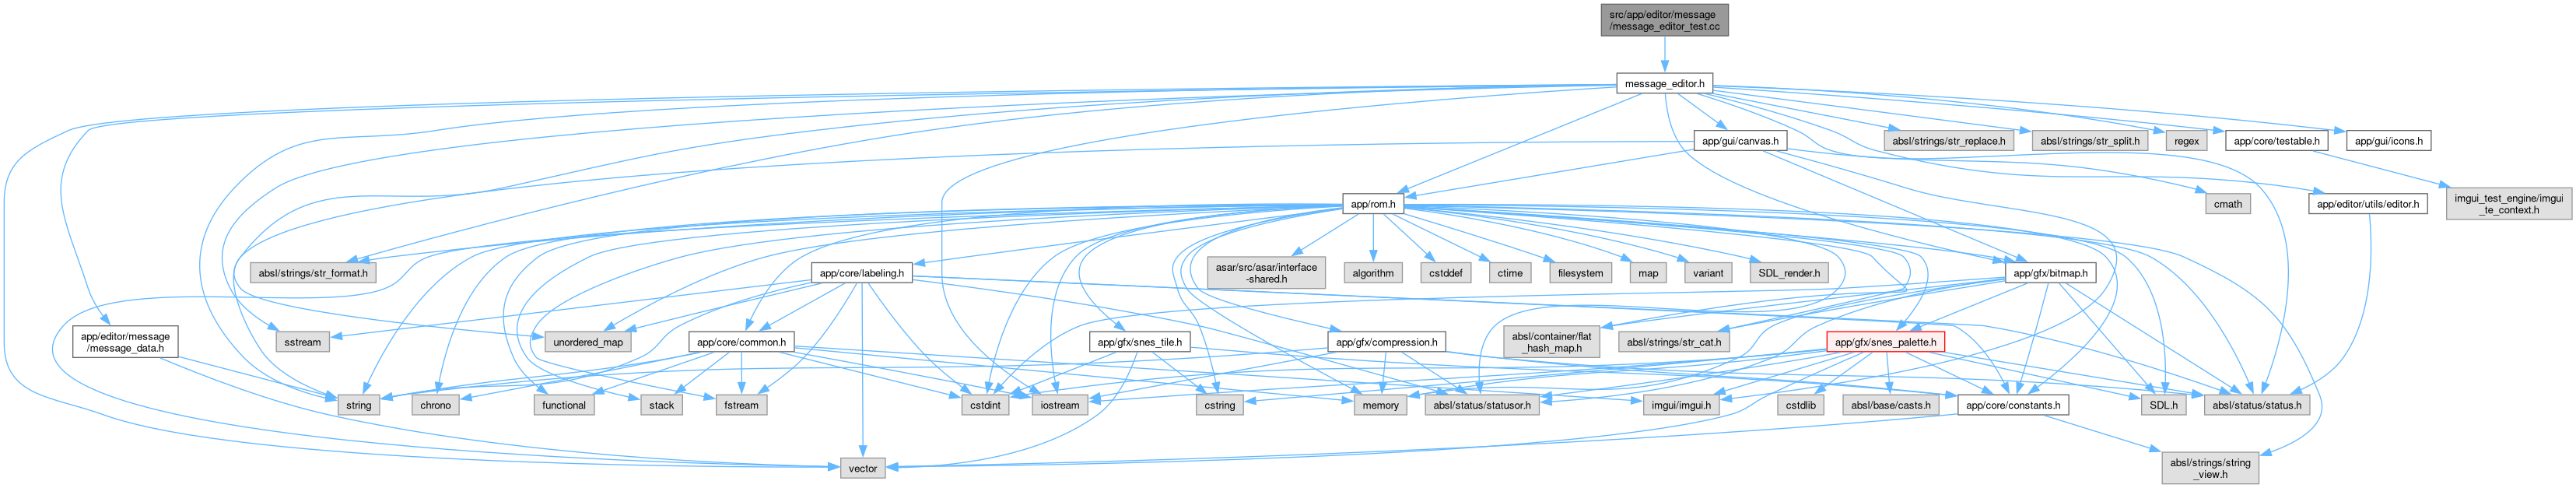 src/app/editor/message
/message_editor_test.cc
message_editor.h
app/gui/canvas.h
absl/strings/str_replace.h
absl/strings/str_split.h
regex
app/core/testable.h
app/gui/icons.h
app/rom.h
cmath
app/editor/utils/editor.h
imgui_test_engine/imgui
_te_context.h
absl/strings/str_format.h
app/core/labeling.h
asar/src/asar/interface
-shared.h
algorithm
cstddef
ctime
filesystem
map
variant
SDL_render.h
app/gfx/bitmap.h
app/editor/message
/message_data.h
sstream
unordered_map
app/core/common.h
app/gfx/snes_tile.h
app/gfx/compression.h
absl/container/flat
_hash_map.h
absl/strings/str_cat.h
app/gfx/snes_palette.h
string
chrono
functional
stack
fstream
cstdint
iostream
cstring
memory
absl/status/statusor.h
imgui/imgui.h
cstdlib
absl/base/casts.h
app/core/constants.h
SDL.h
absl/status/status.h
vector
absl/strings/string
_view.h